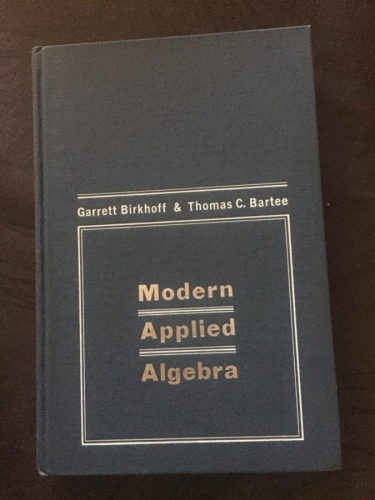 Garrett Birkhoff & Thomas C. Bartee
Modern
Applied
Algebra